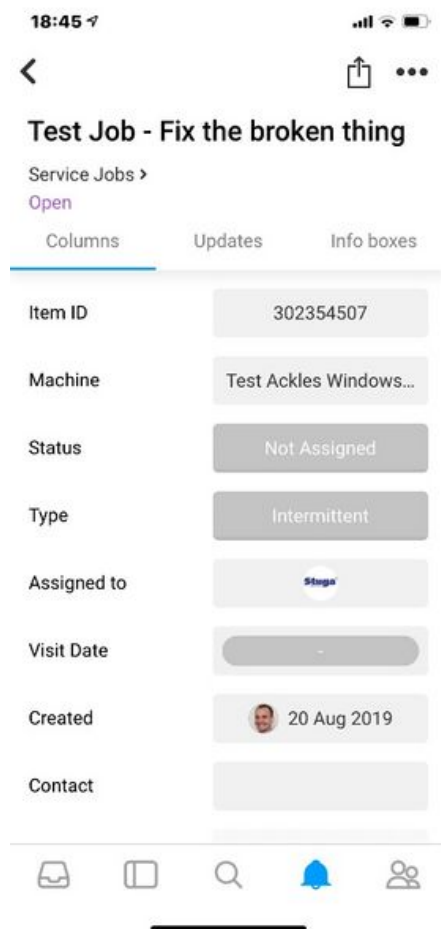 18:45
Test Job - Fix the broken thing
Service Jobs >
Open
Columns Updates Info boxes
Item ID 302354507
Machine Test Ackles Windows...
Status Not Assigned
Type Intermittent
Assigned to Stuga
Visit Date -
Created 20 Aug 2019
Contact